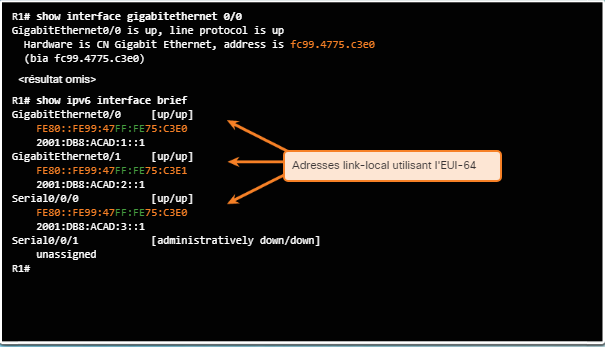 R1# show interface gigabitethernet 0/0
GigabitEthernet0/0 is up, line protocol is up
Hardware is CN Gigabit Ethernet, address is fc99.4775.c3e0
(bia fc99.4775.c3e0)
<résultat omis>
R1# show ipv6 interface brief
GigabitEthernet0/0 [up/up]
FE80::FE99:47FF:FE75:C3E0
2001:DB8:ACAD:1::1
GigabitEthernet0/1 [up/up]
FE80::FE99:47FF:FE75:C3E1
2001:DB8:ACAD:2::1
Serial0/0/0 [up/up]
FE80::FE99:47FF:FE75:C3E0
2001:DB8:ACAD:3::1
Serial0/0/1 [administratively down/down]
unassigned
R1#
Adresses link-local utilisant l'EUI-64